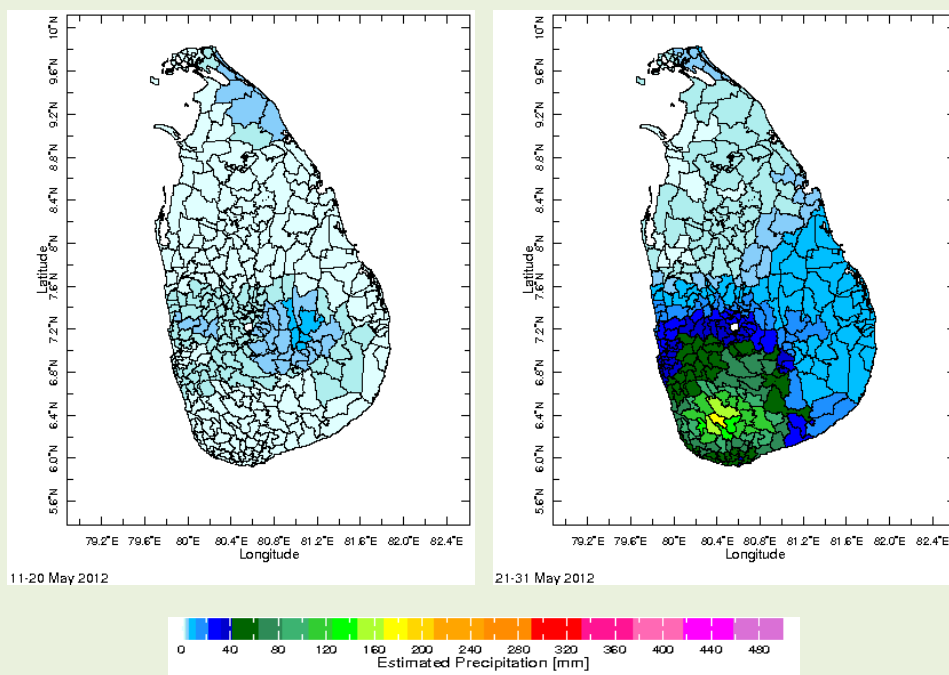 10°N
9.6°N
9.2°N
8.8°N
8.4°N
8°N
7.6°N
7.2°N
6.8°N
6.4°N
6.0°N
5.6°N
Latitude
79.2°E 79.6°E 80°E 80.4°E 80.8°E 81.2°E 81.6°E 82.0°E 82.4°E
Longitude
11-20 May 2012
10°N
9.6°N
9.2°N
8.8°N
8.4°N
8°N
7.6°N
7.2°N
6.8°N
6.4°N
6.0°N
5.6°N
Latitude
79.2°E 79.6°E 80°E 80.4°E 80.8°E 81.2°E 81.6°E 82.0°E 82.4°E
Longitude
21-31 May 2012
0 40 80 120 160 200 240 280 320 360 400 440 480
Estimated Precipitation [mm]